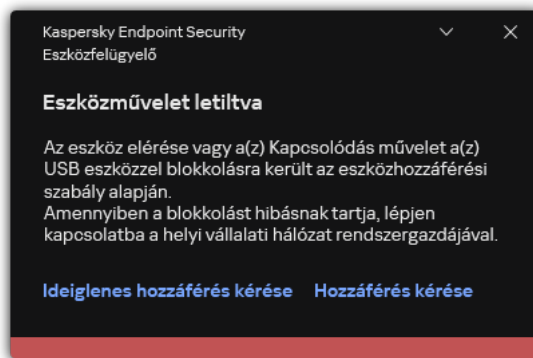 Kaspersky Endpoint Security
Eszközfelügyelő
Eszközművelet letiltva
Az eszköz elérése vagy a(z) Kapcsolódás művelet a(z)
USB eszközzel blokkolásra került az eszközhozzáférési
szabály alapján.
Amennyiben a blokkolást hibásnak tartja, lépjen
kapcsolatba a helyi vállalati hálózat rendszergazdájával.
Ideiglenes hozzáférés kérése Hozzáférés kérése